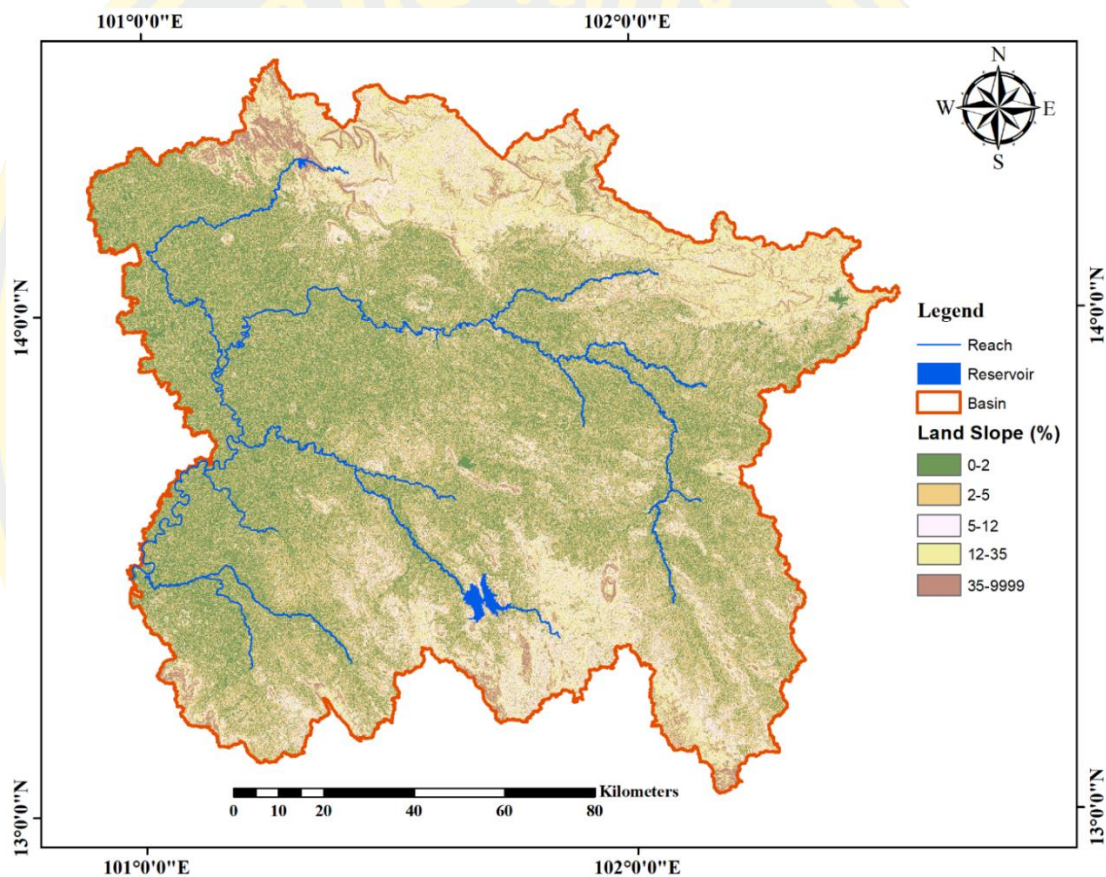 101°0'0"E 102°0'0"E
N
W E
S
14°0'0"N 14°0'0"N
Legend
Reach
Reservoir
Basin
Land Slope (%)
0-2
2-5
5-12
12-35
35-9999
Kilometers
0 10 20 40 60 80
13°0'0"N 13°0'0"N
101°0'0"E 102°0'0"E